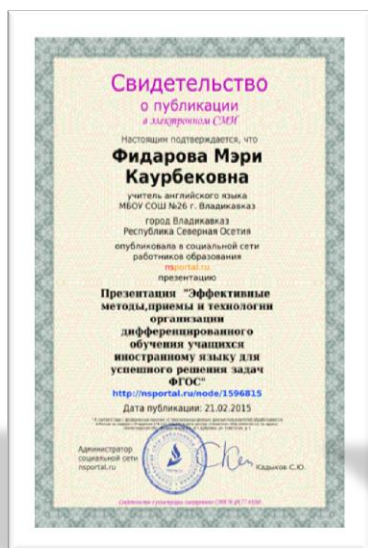 Свидетельство
о публикации
в электронном СМИ
Настоящим подтверждается, что
Фидарова Мэри
Каурбековна
учитель английского языка
МБОУ СОШ №26 г. Владикавказ
город Владикавказ
Республика Северная Осетия
опубликовала в социальной сети
работников образования
nsportal.ru
презентацию
Презентация "Эффективные
методы,приемы и технологии
организации
дифференцированного
обучения учащихся
иностранному языку для
успешного решения задач
ФГОС"
http://nsportal.ru/node/1596815
Дата публикации: 21.02.2015
Администратор
социальной сети
nsportal.ru
Кадыков С.Ю.